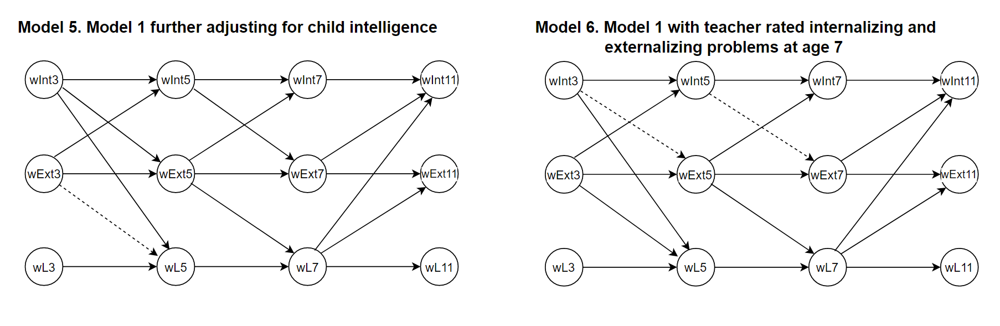 Model 5. Model 1 further adjusting for child intelligence
wInt3
wInt5
wInt7
wInt11
wExt3
wExt5
wExt7
wExt11
wL3
wL5
wL7
wL11
Model 6. Model 1 with teacher rated internalizing and
externalizing problems at age 7
wInt3
wInt5
wInt7
wInt11
wExt3
wExt5
wExt7
wExt11
wL3
wL5
wL7
wL11